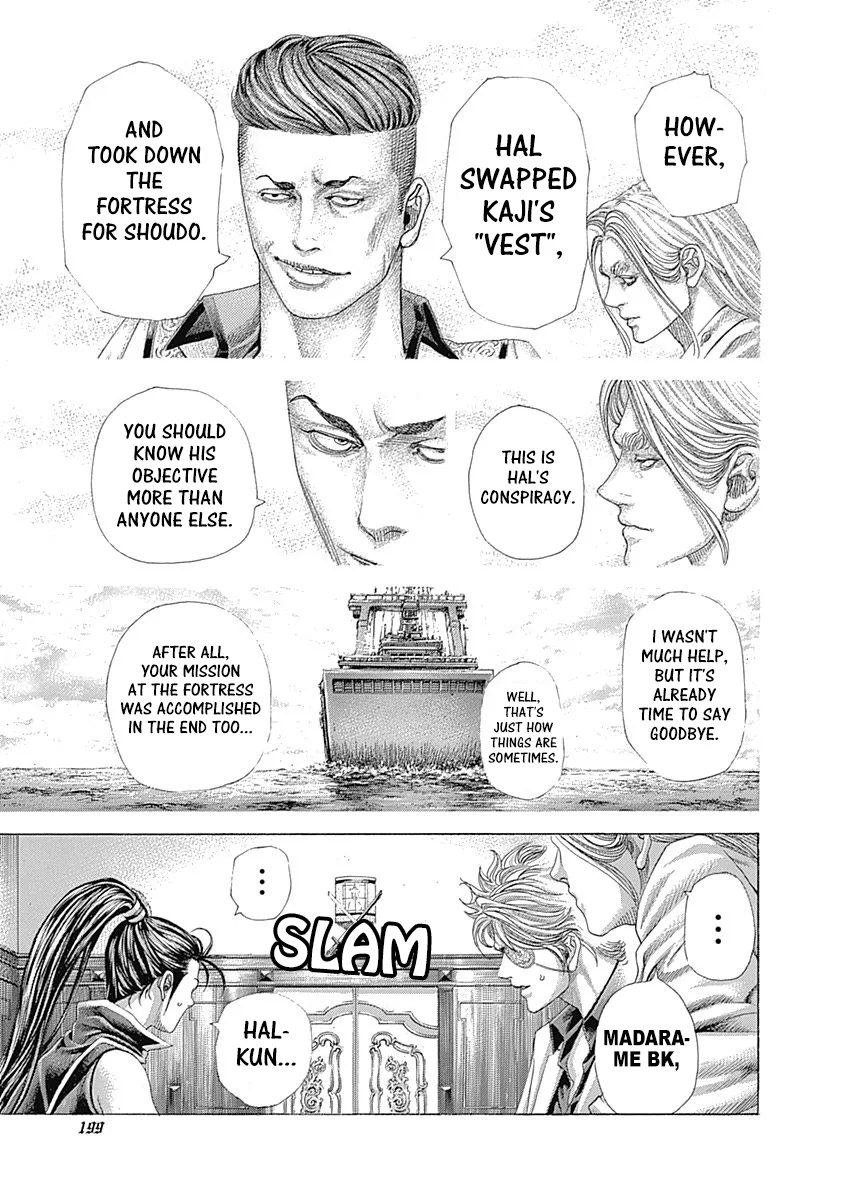 HOW-
EVER,
HAL
SWAPPED
KAJI'S
"VEST",
AND
TOOK DOWN
THE
FORTRESS
FOR SHOUDO.
THIS IS
HAL'S
CONSPIRACY.
YOU SHOULD
KNOW HIS
OBJECTIVE
MORE THAN
ANYONE ELSE.
I WASN'T
MUCH HELP,
BUT IT'S
ALREADY
TIME TO SAY
GOODBYE.
WELL,
THAT'S
JUST HOW
THINGS ARE
SOMETIMES.
AFTER ALL,
YOUR MISSION
AT THE FORTRESS
WAS ACCOMPLISHED
IN THE END TOO...
...
...
SLAM
MADARA-
ME BK,
HAL-
KUN...
199